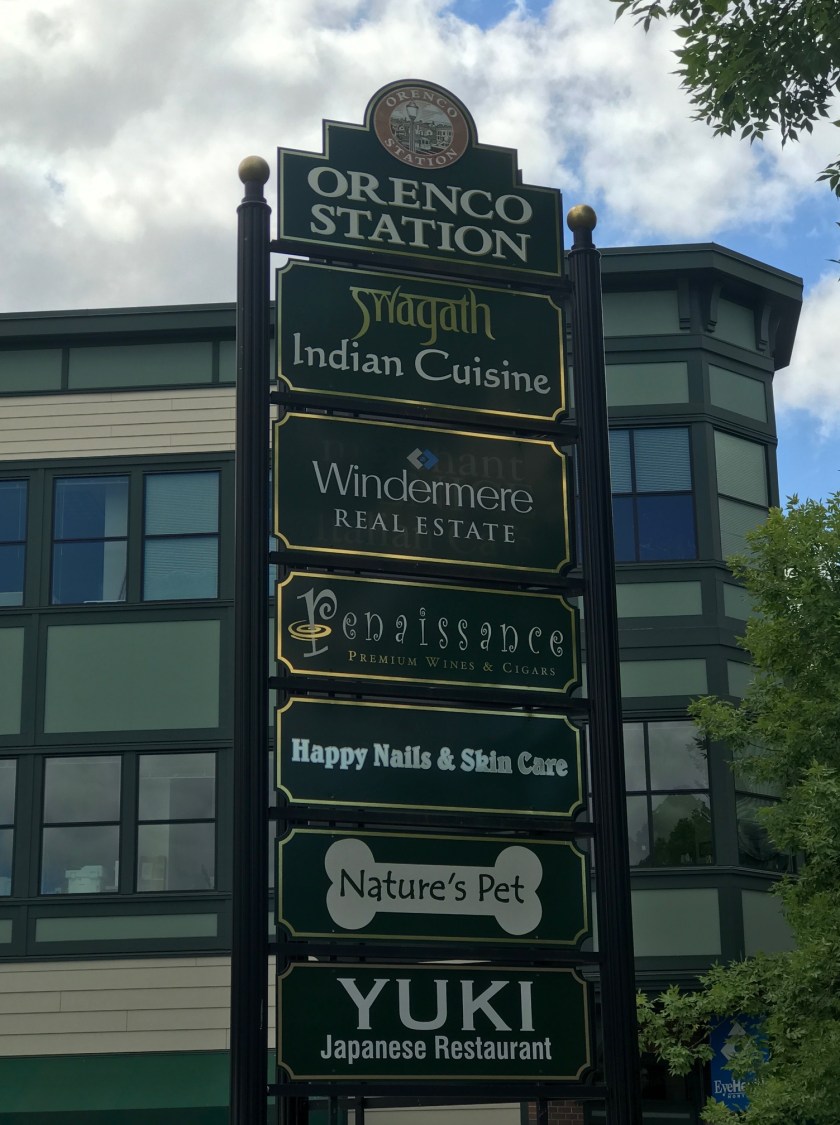 ORENCO
STATION
ORENCO
STATION
Swagath
Indian Cuisine
Windermere
REAL ESTATE
Renaissance
PREMIUM WINES & CIGARS
Happy Nails & Skin Care
Nature's Pet
YUKI
Japanese Restaurant